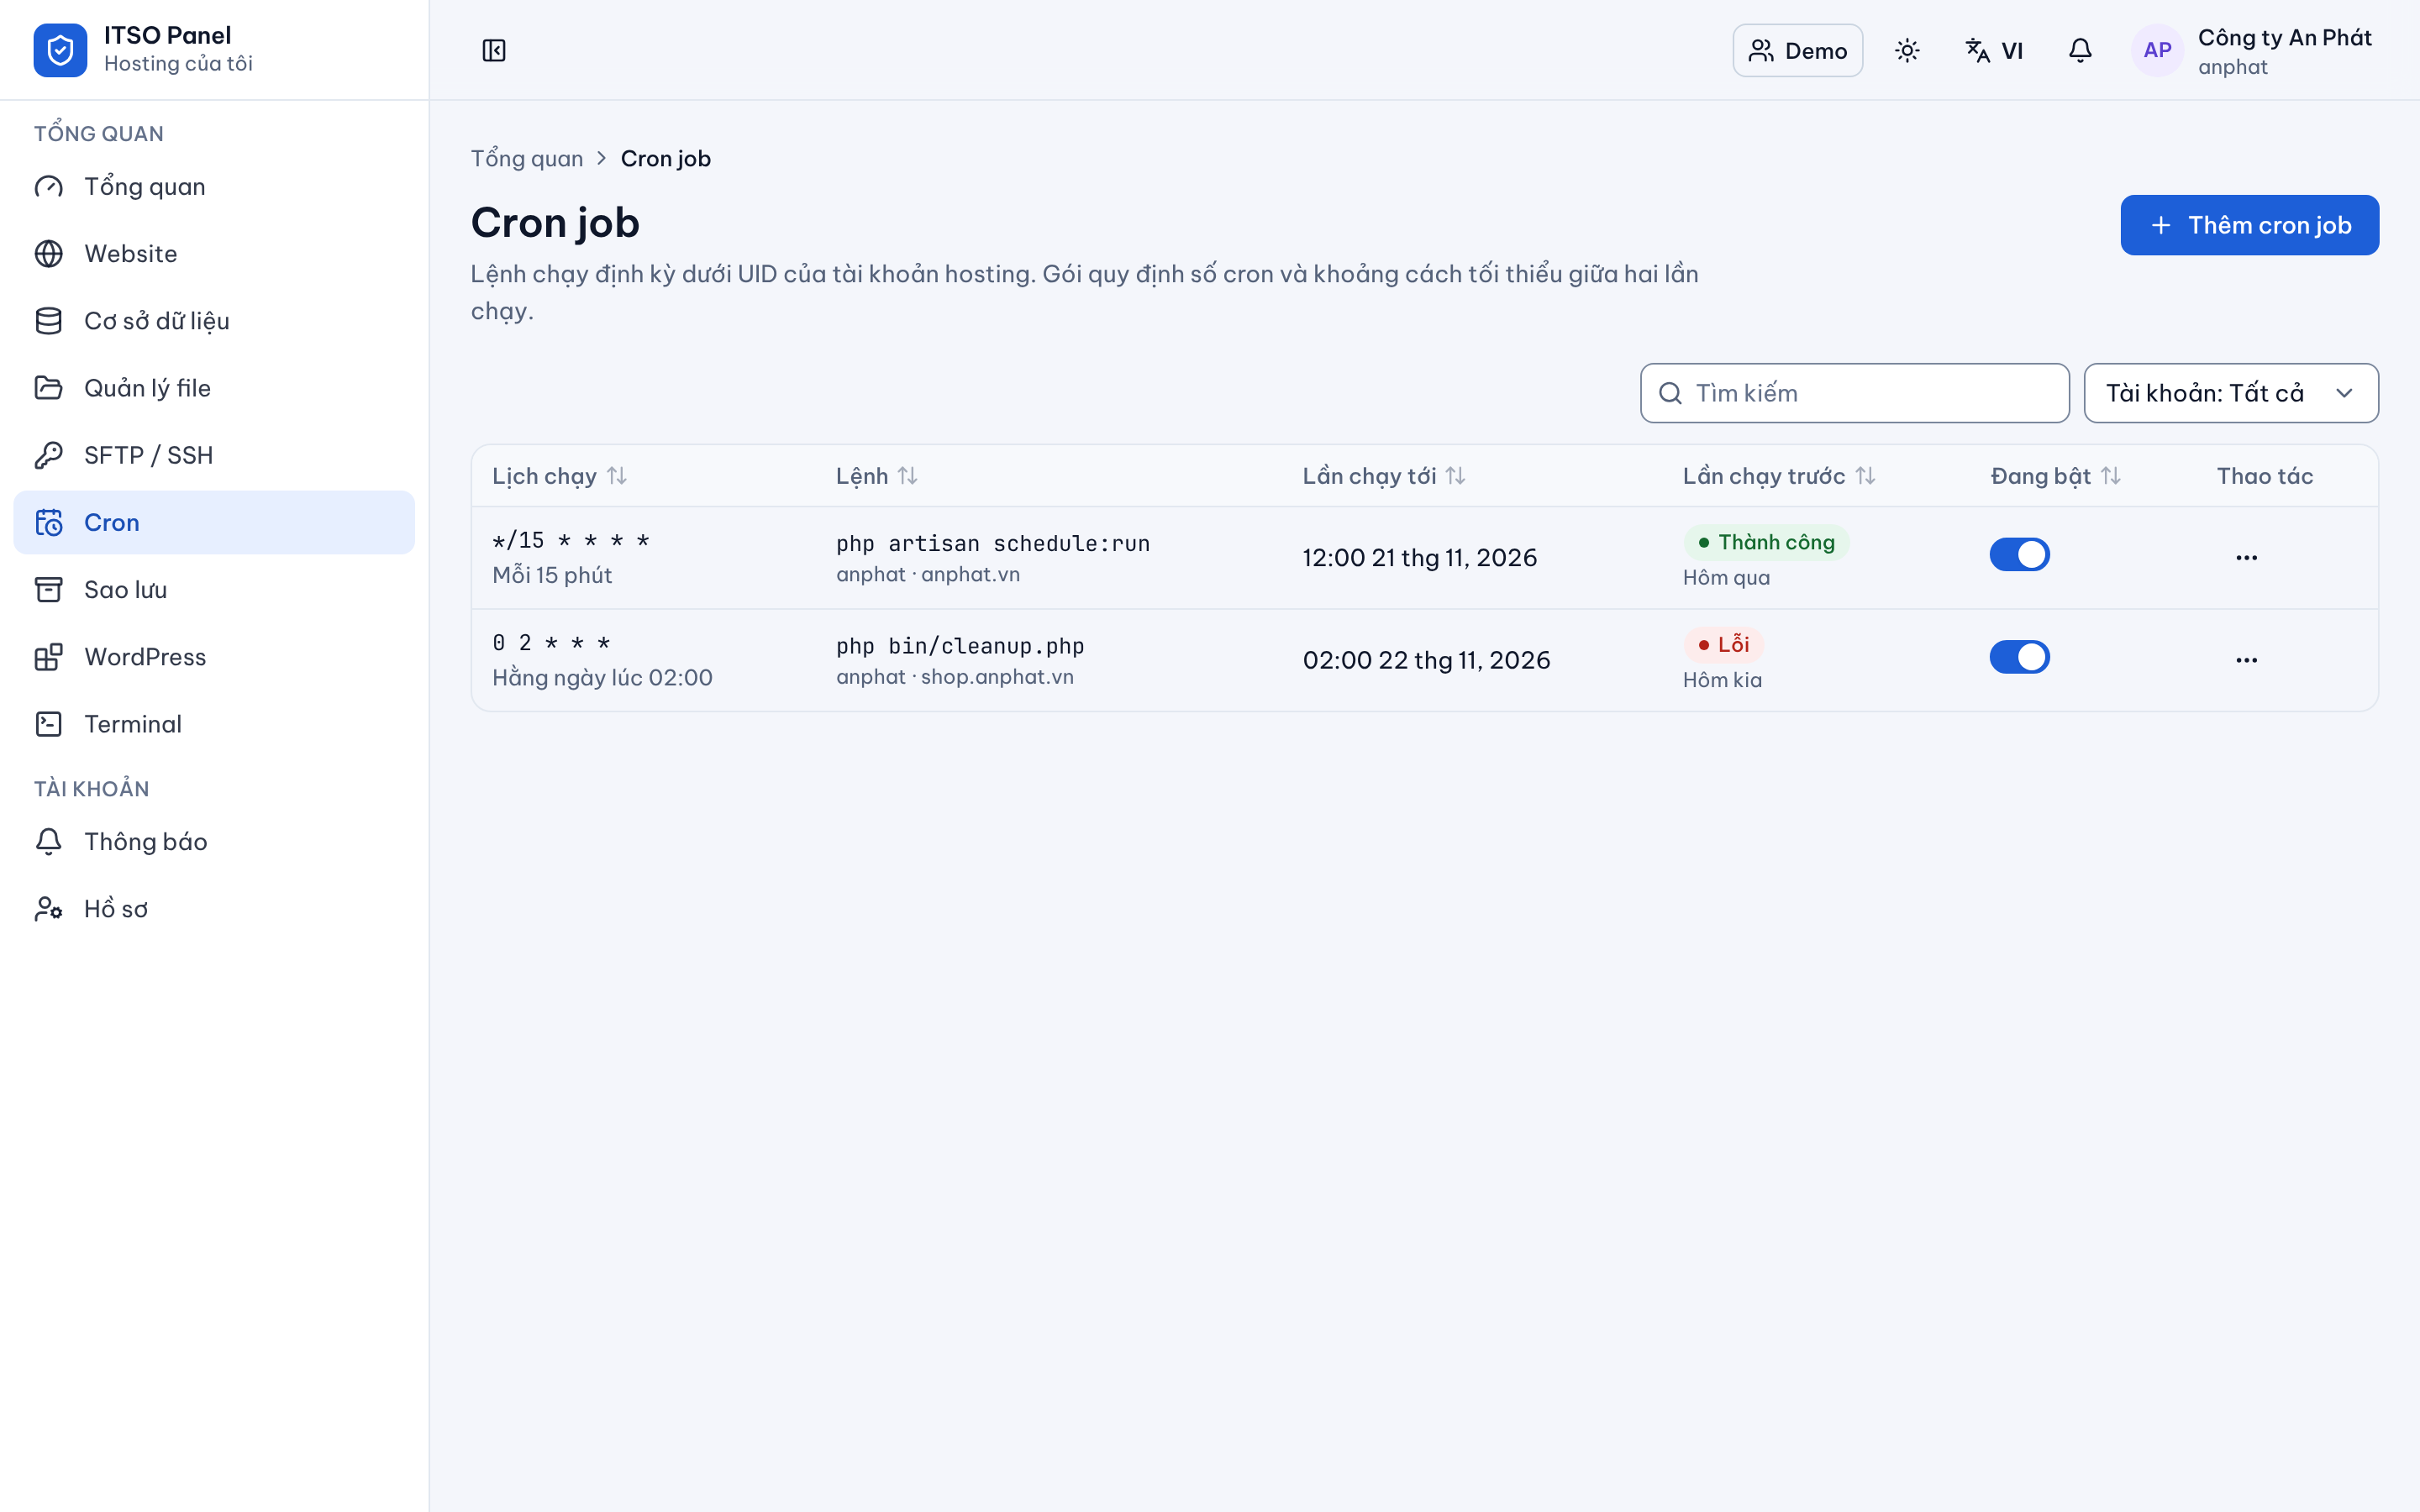 ITSO Panel
Hosting của tôi
Demo
VI
AP
Công ty An Phát
anphat
TỔNG QUAN
Tổng quan
Website
Cơ sở dữ liệu
Quản lý file
SFTP / SSH
Cron
Sao lưu
WordPress
Terminal
TÀI KHOẢN
Thông báo
Hồ sơ
Tổng quan > Cron job
Cron job
Thêm cron job
Lệnh chạy định kỳ dưới UID của tài khoản hosting. Gói quy định số cron và khoảng cách tối thiểu giữa hai lần
chạy.
Tìm kiếm
Tài khoản: Tất cả
Lịch chạy Lệnh Lần chạy tới Lần chạy trước Đang bật Thao tác
*/15 * * * * php artisan schedule:run 12:00 21 thg 11, 2026 Thành công
Mỗi 15 phút anphat · anphat.vn Hôm qua
0 2 * * * php bin/cleanup.php 02:00 22 thg 11, 2026 Lỗi
Hằng ngày lúc 02:00 anphat · shop.anphat.vn Hôm kia